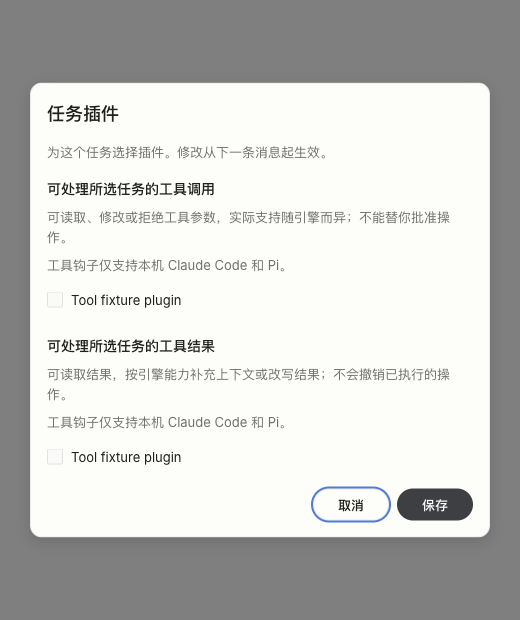 任务插件
为这个任务选择插件。修改从下一条消息起生效。
可处理所选任务的工具调用
可读取、修改或拒绝工具参数，实际支持随引擎而异；不能替你批准操
作。
工具钩子仅支持本机 Claude Code 和 Pi。
Tool fixture plugin
可处理所选任务的工具结果
可读取结果，按引擎能力补充上下文或改写结果；不会撤销已执行的操
作。
工具钩子仅支持本机 Claude Code 和 Pi。
Tool fixture plugin
取消
保存